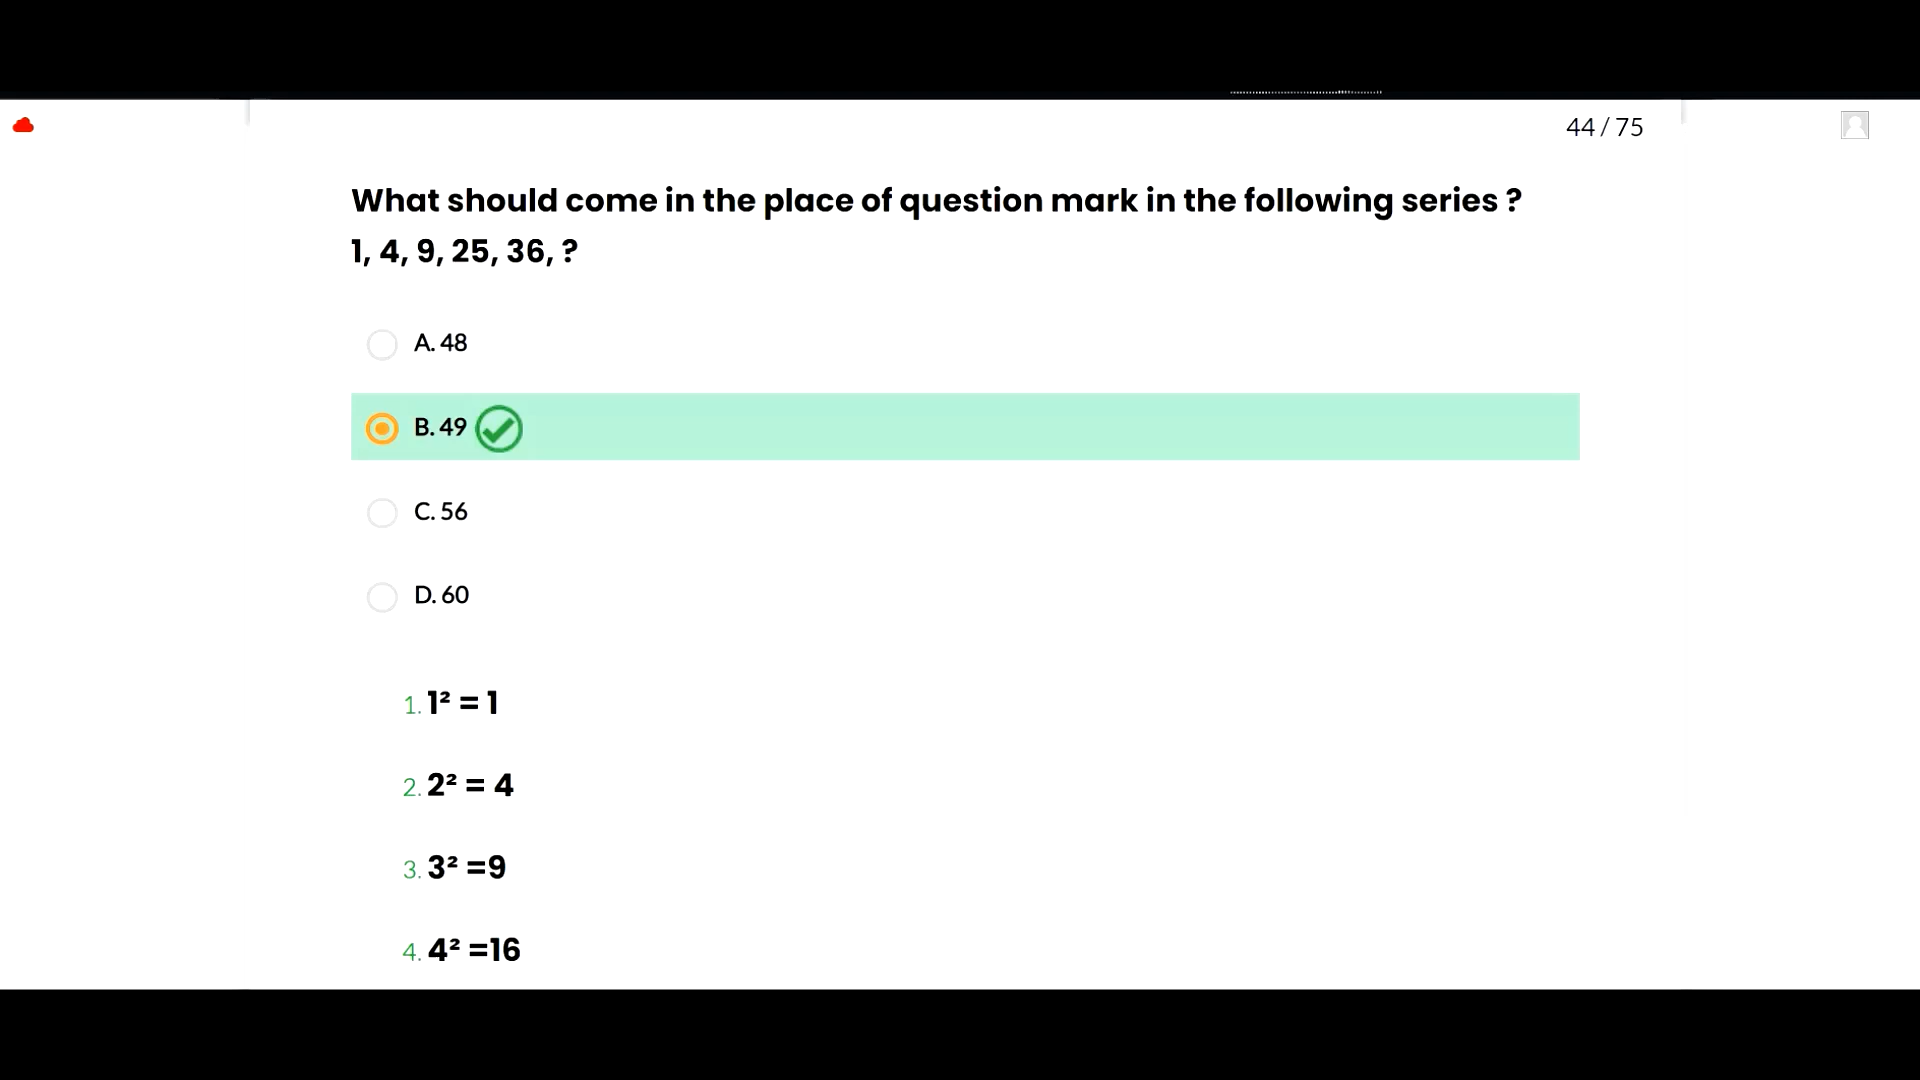 44 / 75
What should come in the place of question mark in the following series ?
1, 4, 9, 25, 36, ?
A. 48
B. 49
C. 56
D. 60
1. 1² = 1
2. 2² = 4
3. 3² =9
4. 4² =16